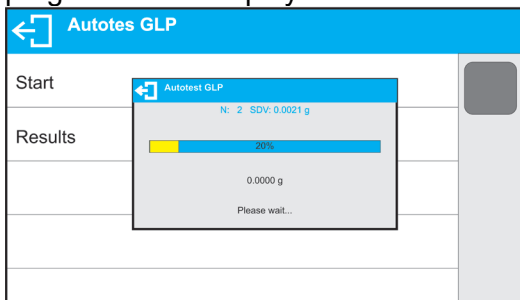 Autotes GLP
Start
Autotest GLP
N: 2 SDV: 0.0021 g
Results
20%
0.0000 g
Please wait...